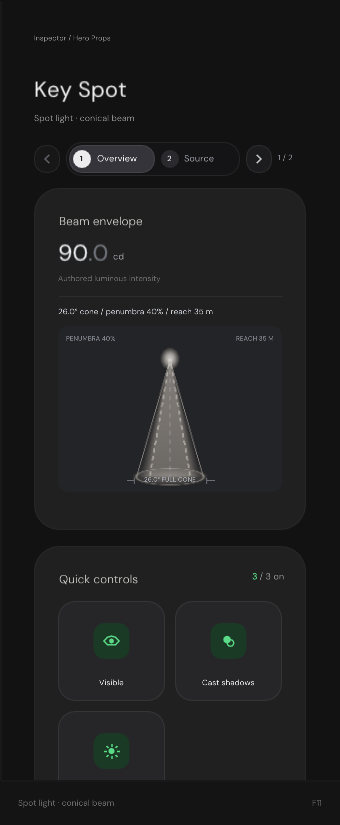 Inspector / Hero Props
Key Spot
Spot light · conical beam
1 Overview 2 Source 1 / 2
Beam envelope
90.0 cd
Authored luminous intensity
26.0° cone / penumbra 40% / reach 35 m
PENUMBRA 40% REACH 35 M
26.0° FULL CONE
Quick controls 3 / 3 on
Visible Cast shadows
Spot light · conical beam F11